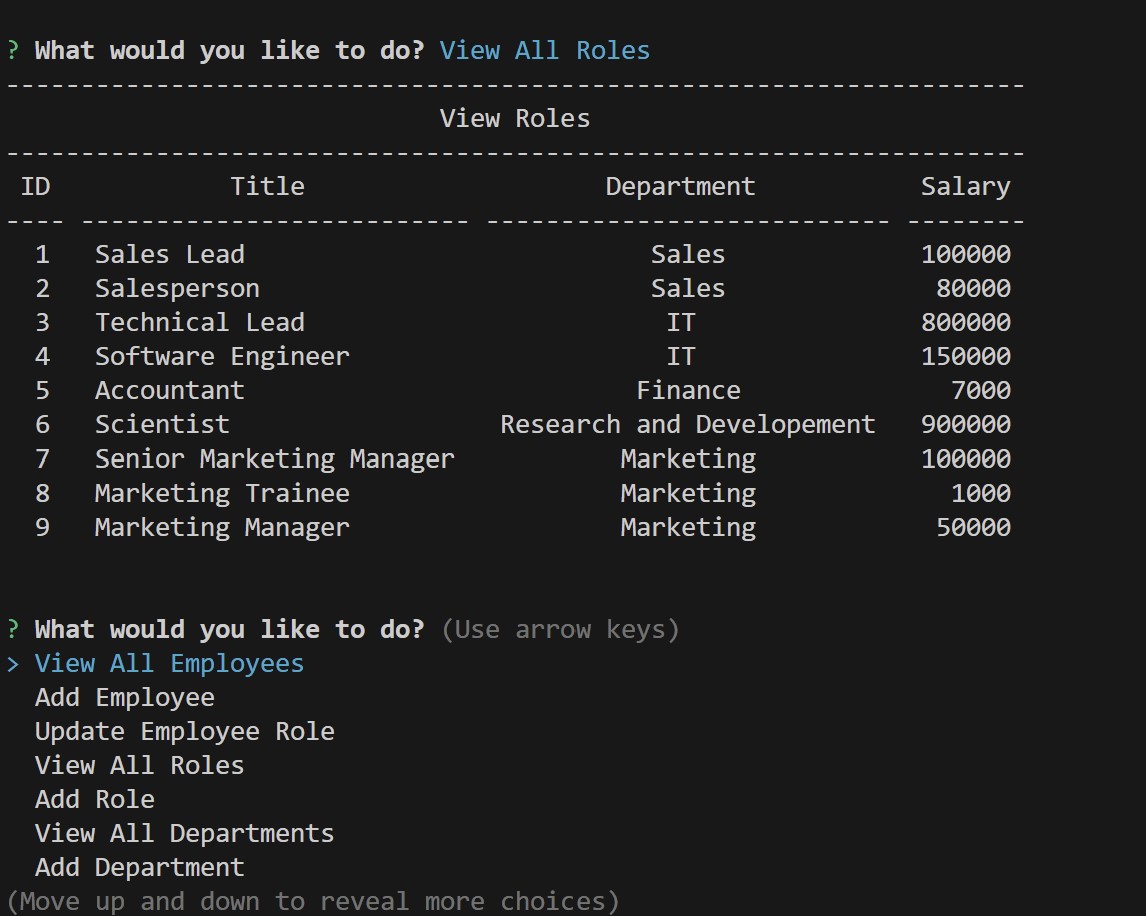 ? What would you like to do? View All Roles
--------------------------------------------------------------------
View Roles
--------------------------------------------------------------------
ID Title Department Salary
---- -------------------------- --------------------------- --------
1 Sales Lead Sales 100000
2 Salesperson Sales 80000
3 Technical Lead IT 800000
4 Software Engineer IT 150000
5 Accountant Finance 7000
6 Scientist Research and Developement 900000
7 Senior Marketing Manager Marketing 100000
8 Marketing Trainee Marketing 1000
9 Marketing Manager Marketing 50000
? What would you like to do? (Use arrow keys)
> View All Employees
Add Employee
Update Employee Role
View All Roles
Add Role
View All Departments
Add Department
(Move up and down to reveal more choices)